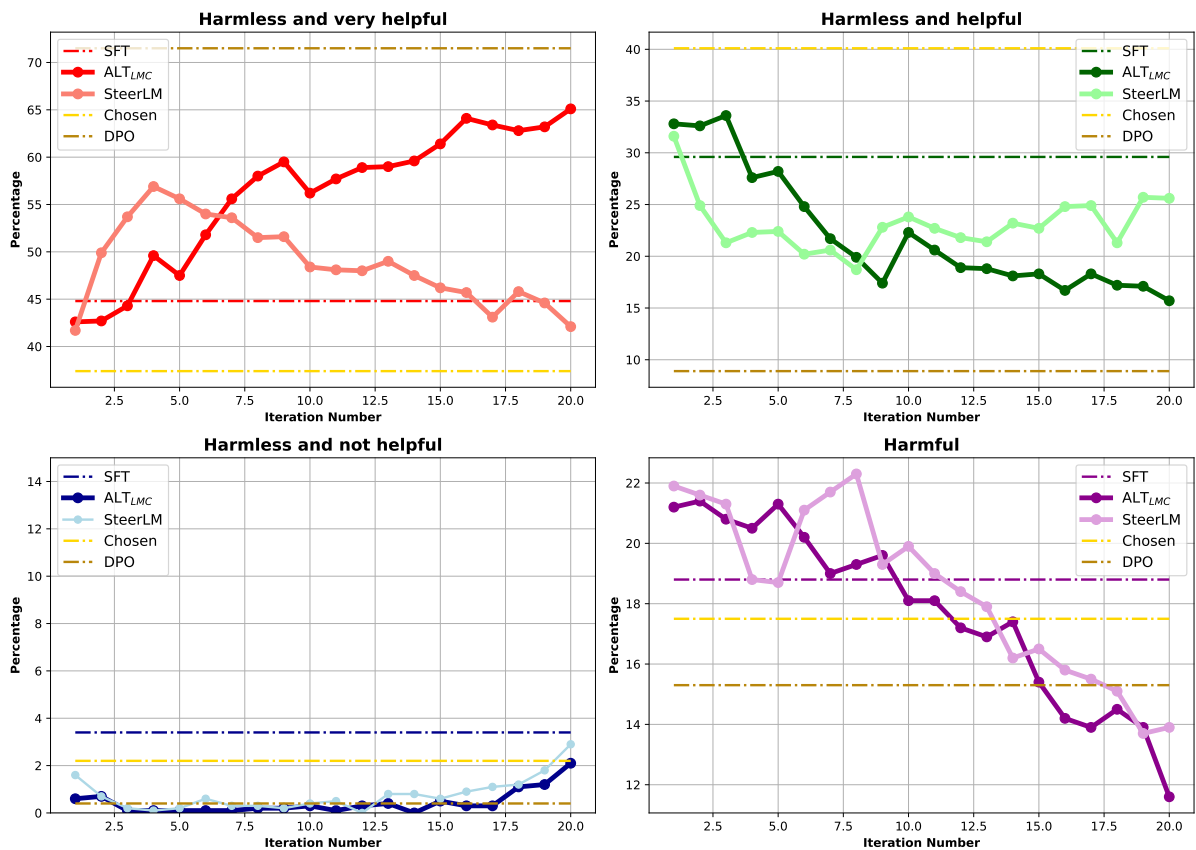 Harmless and very helpful
Percentage
70
65
60
55
50
45
40
SFT
ALT_LMC
SteerLM
Chosen
DPO
2.5 5.0 7.5 10.0 12.5 15.0 17.5 20.0
Iteration Number
Harmless and helpful
Percentage
40
35
30
25
20
15
10
SFT
ALT_LMC
SteerLM
Chosen
DPO
2.5 5.0 7.5 10.0 12.5 15.0 17.5 20.0
Iteration Number
Harmless and not helpful
Percentage
14
12
10
8
6
4
2
0
SFT
ALT_LMC
SteerLM
Chosen
DPO
2.5 5.0 7.5 10.0 12.5 15.0 17.5 20.0
Iteration Number
Harmful
Percentage
22
20
18
16
14
12
SFT
ALT_LMC
SteerLM
Chosen
DPO
2.5 5.0 7.5 10.0 12.5 15.0 17.5 20.0
Iteration Number